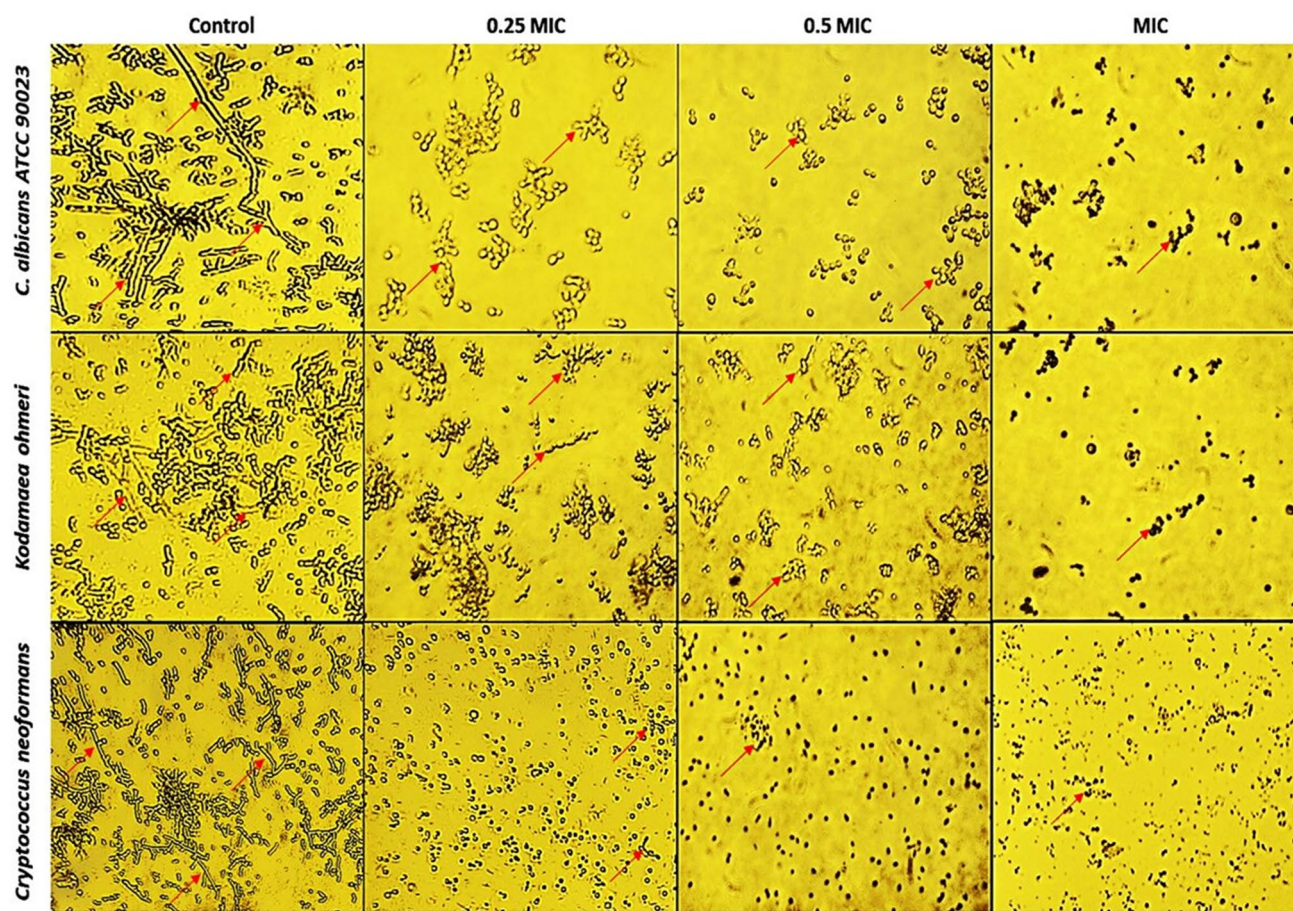 Control
0.25 MIC
0.5 MIC
MIC
C. albicans ATCC 90023
Kodamaea ohmeri
Cryptococcus neoformans